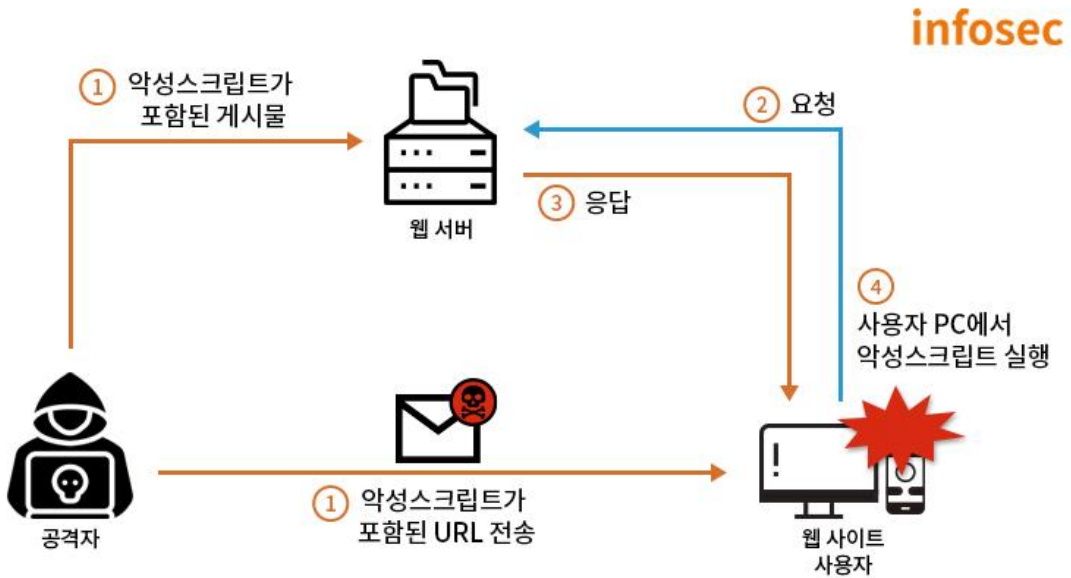 infosec
① 악성스크립트가
포함된 게시물
② 요청
③ 응답
웹 서버
④
사용자 PC에서
악성스크립트 실행
① 악성스크립트가
포함된 URL 전송
공격자
웹 사이트
사용자